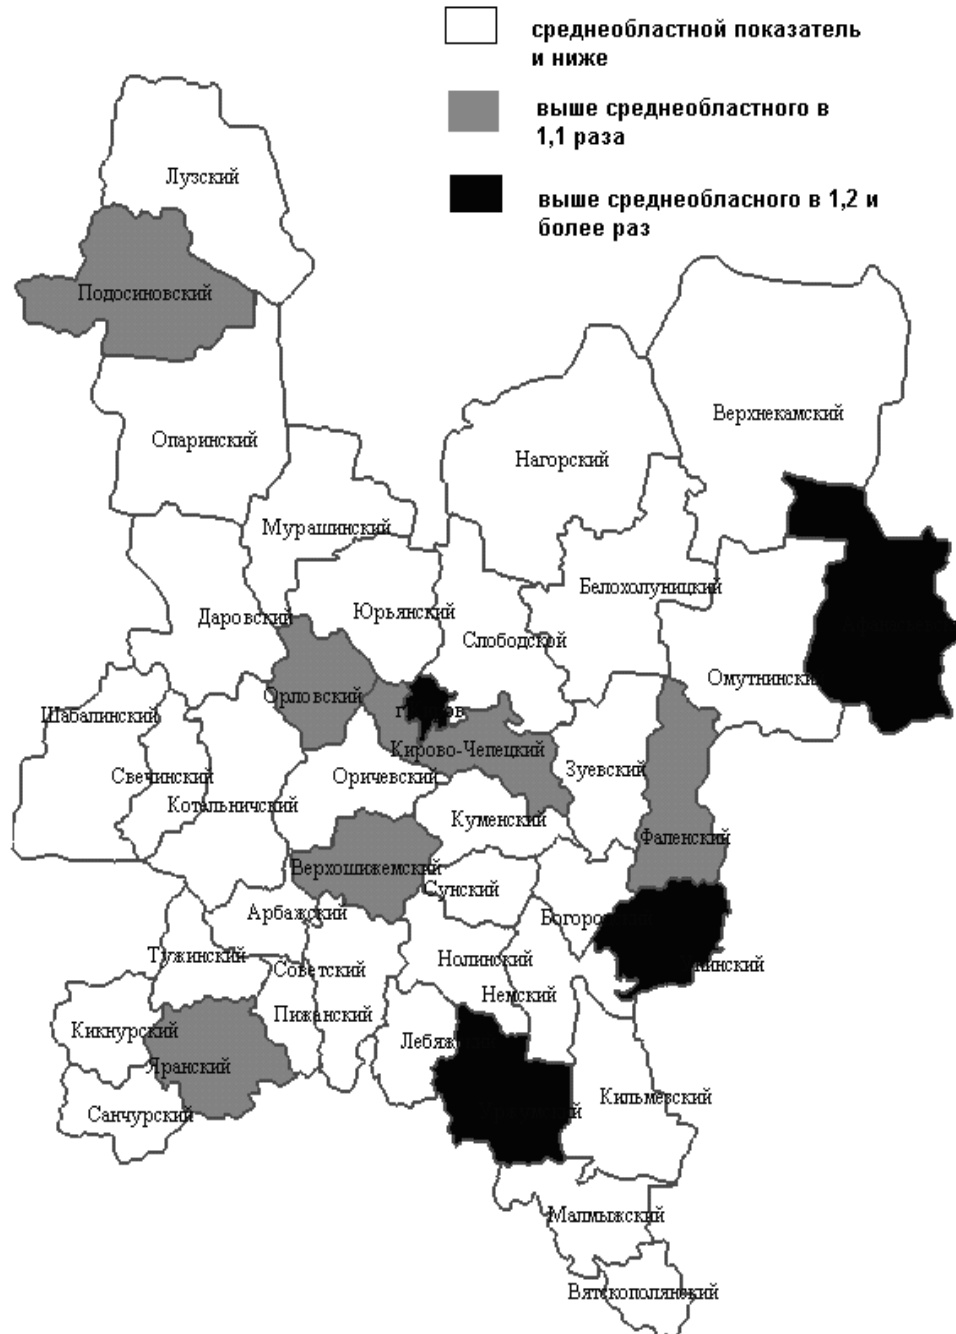 среднеобластной показатель
и ниже
выше среднеобластного в
1,1 раза
выше среднеобласного в 1,2 и
более раз
Лузский
Подосиновский
Опаринский
Мурашинский
Нагорский
Верхнекамский
Даровский
Юрьянский
Белохолуницкий
Слободской
Орловский
Омутнинский
Шабалинский
Кирово-Чепецкий
Свечинский
Оричевский
Зуевский
Котельничский
Куменский
Фаленский
Верхошижемский
Сунский
Арбажский
Тужинский
Советский
Нолинский
Немский
Кикнурский
Пижанский
Яранский
Санчурский
Кильмезский
Малмыжский
Вятскополянский